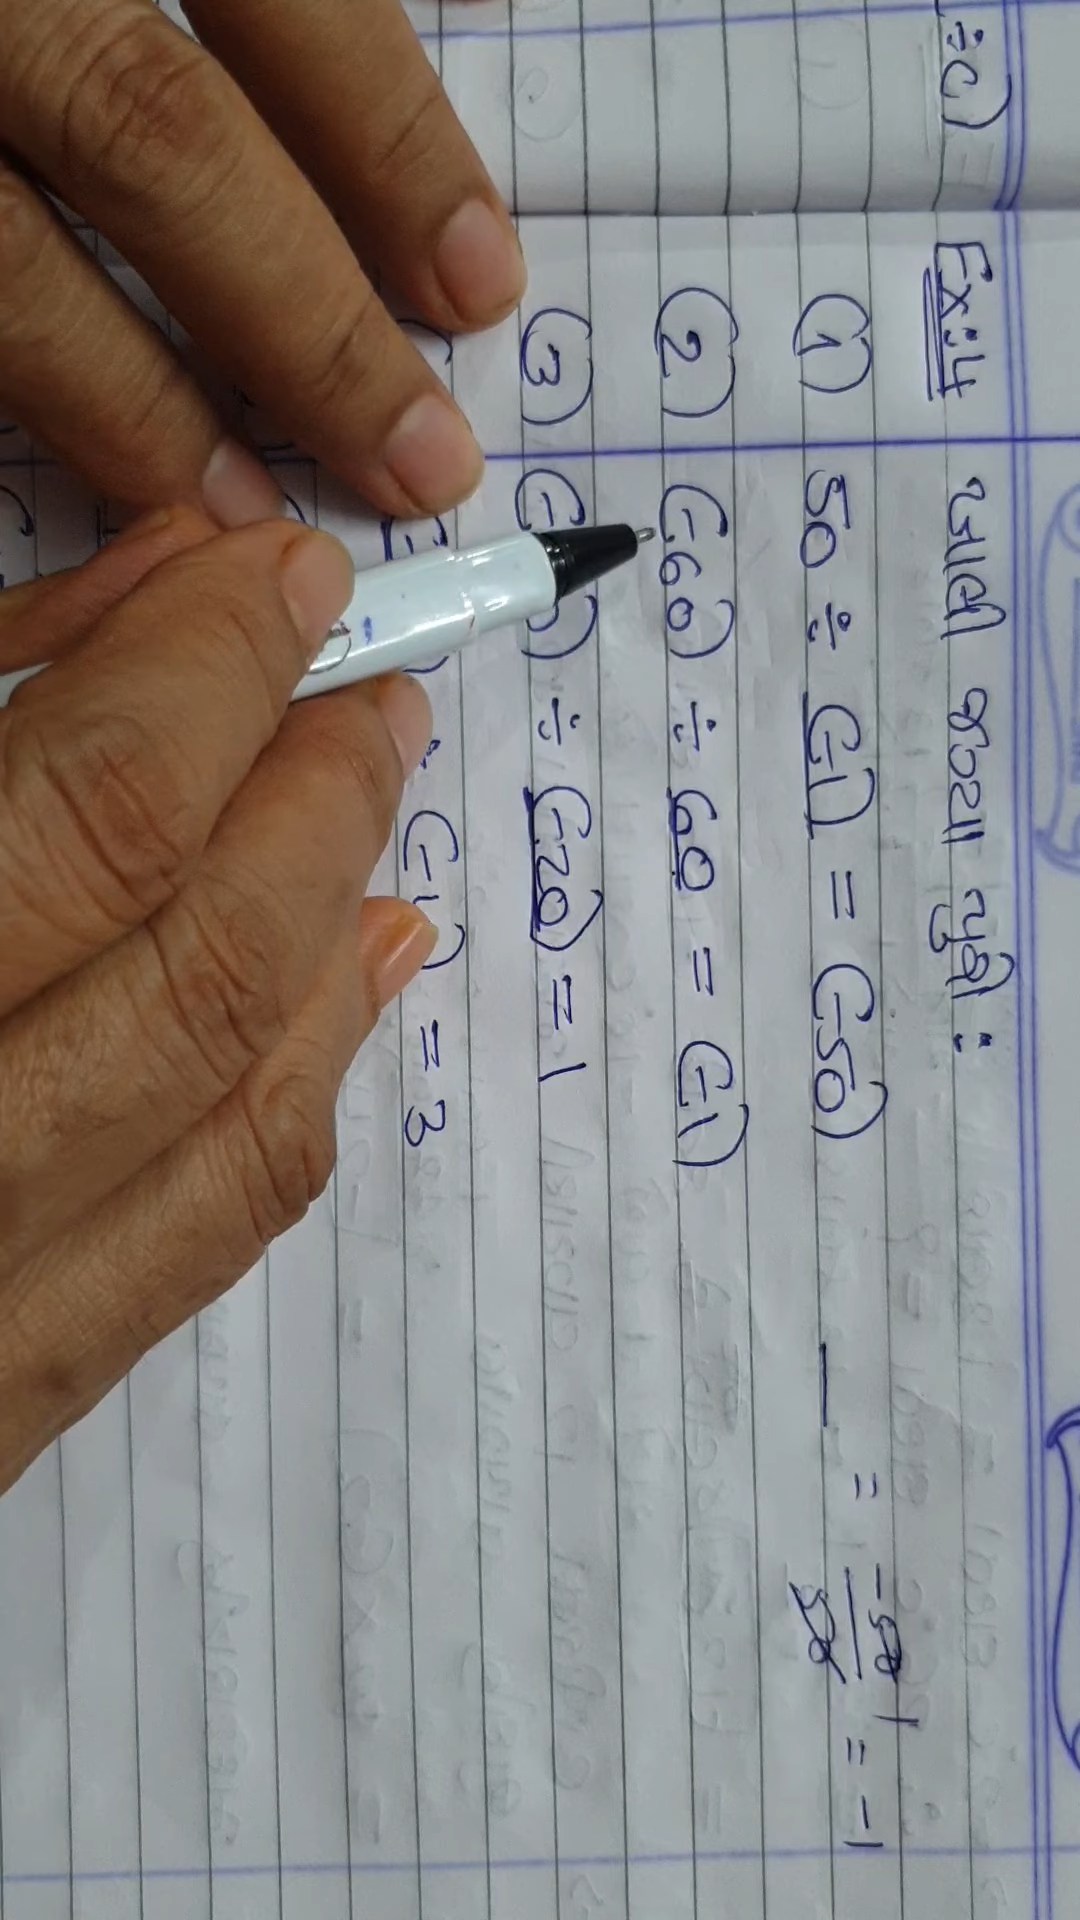 ÷c) =
Ex:4 ખાલી જગ્યા પુરો :
(1) 50 ÷ (-1) = (-50) — = -50/50 1 = -1
(2) (-60) ÷ 60 = (-1)
(3) (- ) ÷ (-20) = 1
÷ (-4) = 3